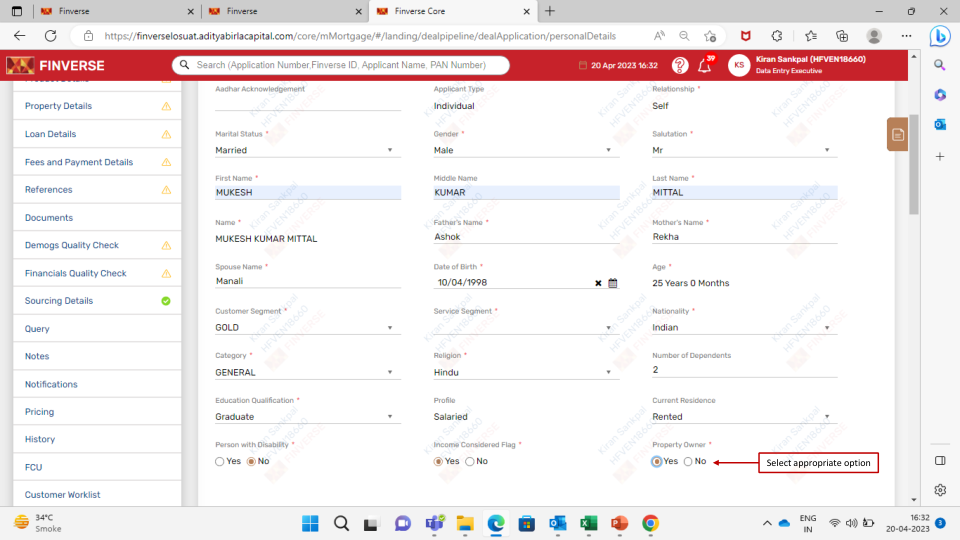 Finverse
Finverse
Finverse Core
https://finverselosuat.adityabirlacapital.com/core/mMortgage/#/landing/dealpipeline/dealApplication/personalDetails
FINVERSE
Search (Application Number,Finverse ID, Applicant Name, PAN Number)
20 Apr 2023 16:32
39
KS
Kiran Sankpal (HFVEN18660)
Data Entry Executive
Property Details
Loan Details
Fees and Payment Details
References
Documents
Demogs Quality Check
Financials Quality Check
Sourcing Details
Query
Notes
Notifications
Pricing
History
FCU
Customer Worklist
Aadhar Acknowledgement
Applicant Type
Individual
Relationship *
Self
Marital Status *
Married
Gender *
Male
Salutation *
Mr
First Name *
MUKESH
Middle Name
KUMAR
Last Name *
MITTAL
Name *
MUKESH KUMAR MITTAL
Father's Name *
Ashok
Mother's Name *
Rekha
Spouse Name *
Manali
Date of Birth *
10/04/1998
Age *
25 Years 0 Months
Customer Segment *
GOLD
Service Segment *
Nationality *
Indian
Category *
GENERAL
Religion *
Hindu
Number of Dependents
2
Education Qualification *
Graduate
Profile
Salaried
Current Residence
Rented
Person with Disability *
Yes No
Income Considered Flag *
Yes No
Property Owner *
Yes No
Select appropriate option
34°C
Smoke
ENG
IN
16:32
20-04-2023
3